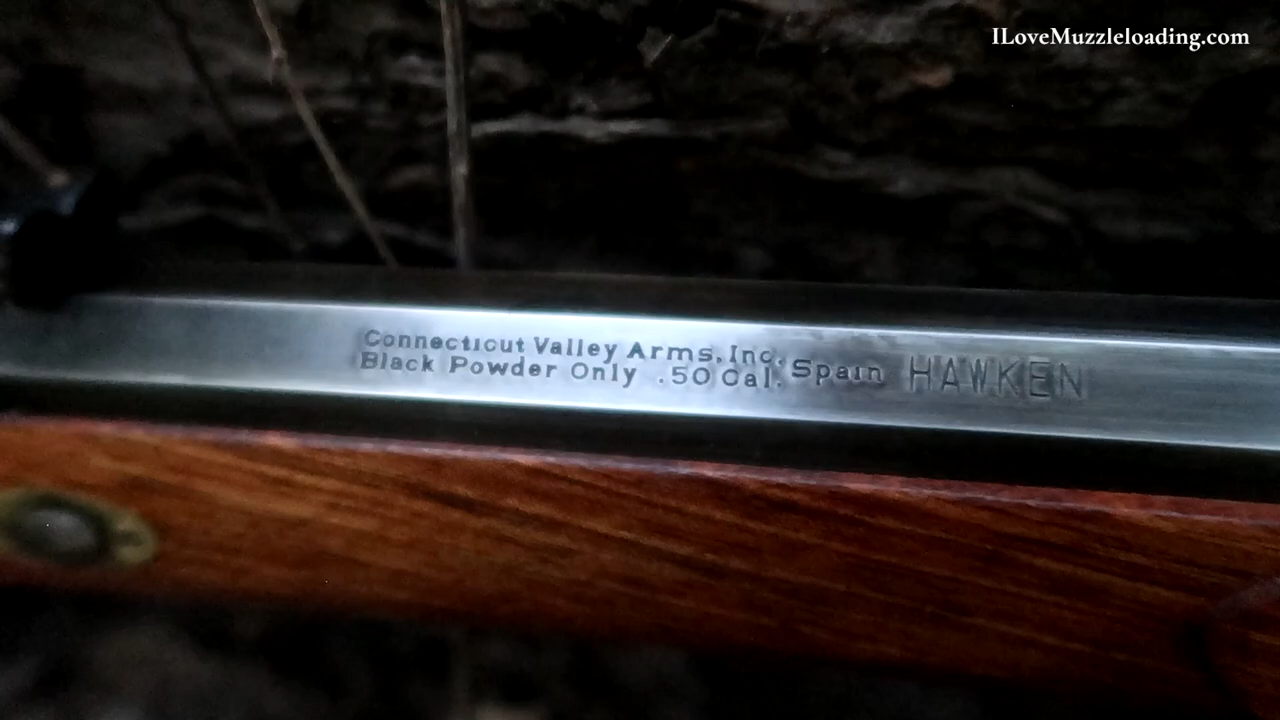 ILoveMuzzleloading.com
Connecticut Valley Arms, Inc. Spain HAWKEN
Black Powder Only .50 Cal.